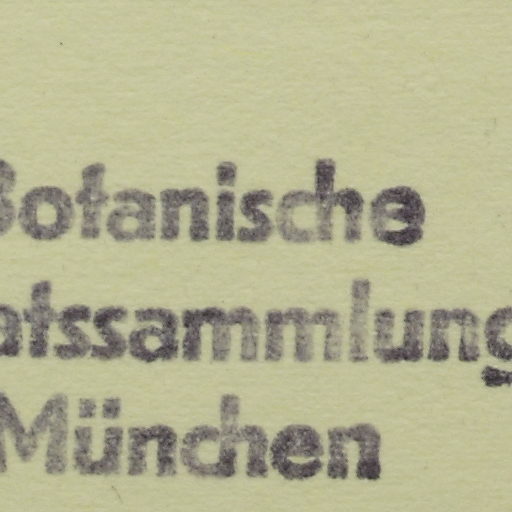 Botanische
atssammlung
München